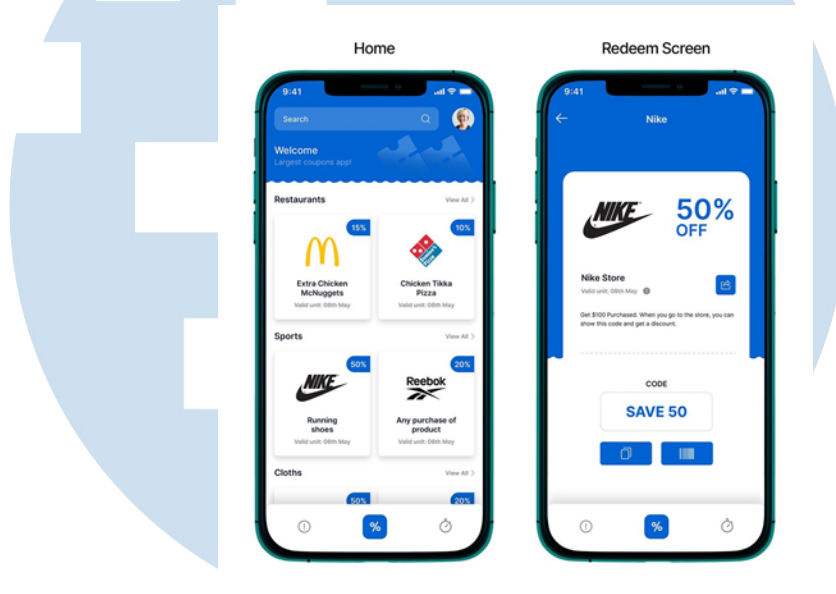 Home
9:41
Search
Welcome
Largest coupons app!
Restaurants
View All >
15%
Extra Chicken
McNuggets
Valid unit: 08th May
10%
Domino's
Pizza
Chicken Tikka
Pizza
Valid unit: 08th May
Sports
View All >
50%
NIKE
Running
shoes
Valid unit: 08th May
20%
Reebok
Any purchase of
product
Valid unit: 08th May
Cloths
View All >
50%
20%
%
Redeem Screen
9:41
Nike
NIKE
50%
OFF
Nike Store
Valid unit: 08th May
Get $100 Purchased. When you go to the store, you can
show this code and get a discount.
CODE
SAVE 50
%